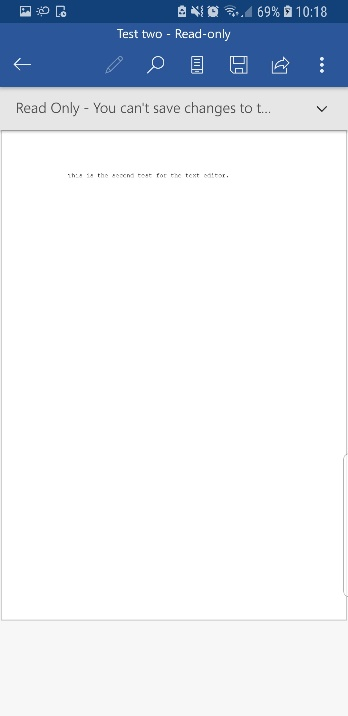 69% 10:18
Test two - Read-only
Read Only - You can't save changes to t...
This is the second test for the text editor.